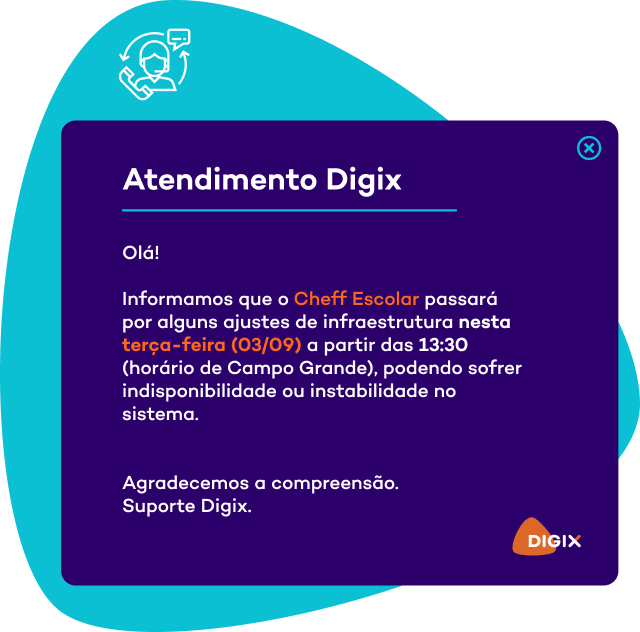 Atendimento Digix
Olá!
Informamos que o Cheff Escolar passará
por alguns ajustes de infraestrutura nesta
terça-feira (03/09) a partir das 13:30
(horário de Campo Grande), podendo sofrer
indisponibilidade ou instabilidade no
sistema.
Agradecemos a compreensão.
Suporte Digix.
DIGIX